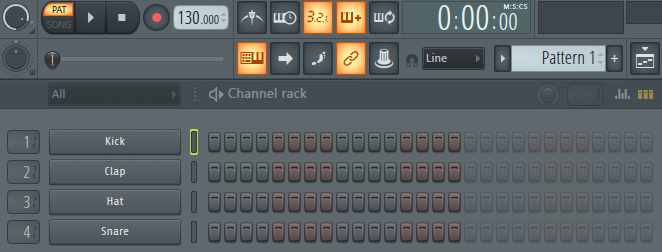 PAT
SONG
130.000
3.2.
M:S:CS
0:00:00
Line
Pattern 1
+
All
Channel rack
1
Kick
2
Clap
3
Hat
4
Snare